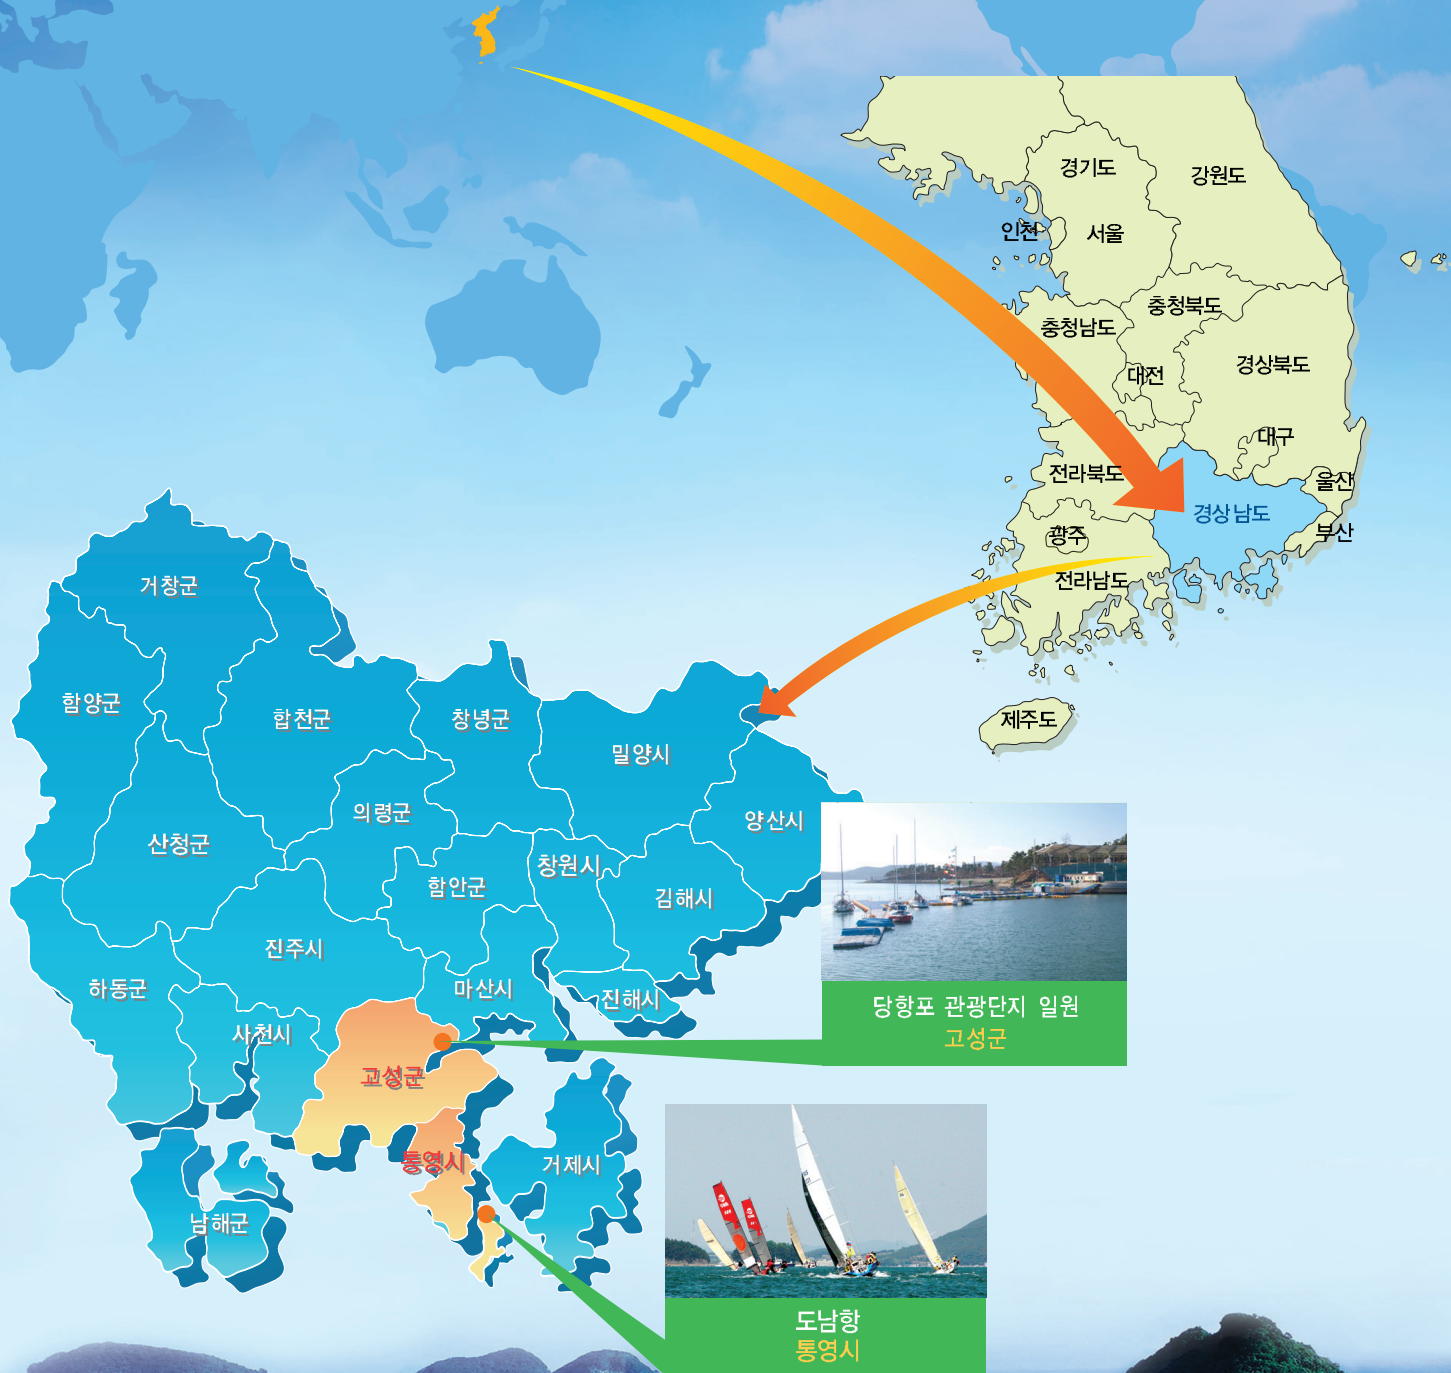 경기도
강원도
인천
서울
충청북도
충청남도
경상북도
대전
대구
전라북도
울산
경상남도
부산
광주
전라남도
제주도
거창군
함양군
합천군
창녕군
밀양시
의령군
양산시
산청군
창원시
함안군
김해시
진주시
하동군
마산시
진해시
사천시
고성군
통영시
거제시
남해군
당항포 관광단지 일원
고성군
도남항
통영시